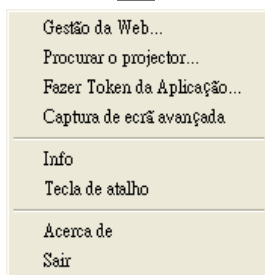 Gestão da Web...
Procurar o projector...
Fazer Token da Aplicação...
Captura de ecrã avançada
Info
Tecla de atalho
Acerca de
Sair